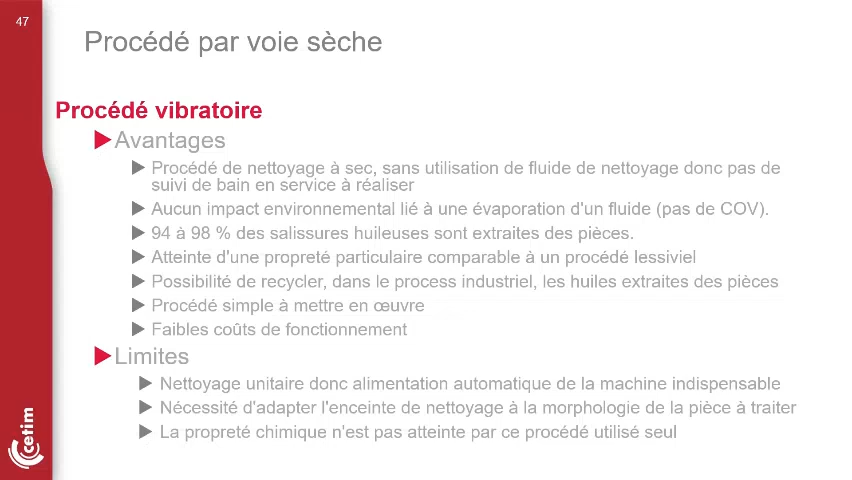 47
Procédé par voie sèche
Procédé vibratoire
Avantages
Procédé de nettoyage à sec, sans utilisation de fluide de nettoyage donc pas de
suivi de bain en service à réaliser
Aucun impact environnemental lié à une évaporation d'un fluide (pas de COV).
94 à 98 % des salissures huileuses sont extraites des pièces.
Atteinte d'une propreté particulaire comparable à un procédé lessiviel
Possibilité de recycler, dans le process industriel, les huiles extraites des pièces
Procédé simple à mettre en œuvre
Faibles coûts de fonctionnement
Limites
Nettoyage unitaire donc alimentation automatique de la machine indispensable
Nécessité d'adapter l'enceinte de nettoyage à la morphologie de la pièce à traiter
La propreté chimique n'est pas atteinte par ce procédé utilisé seul
cetim